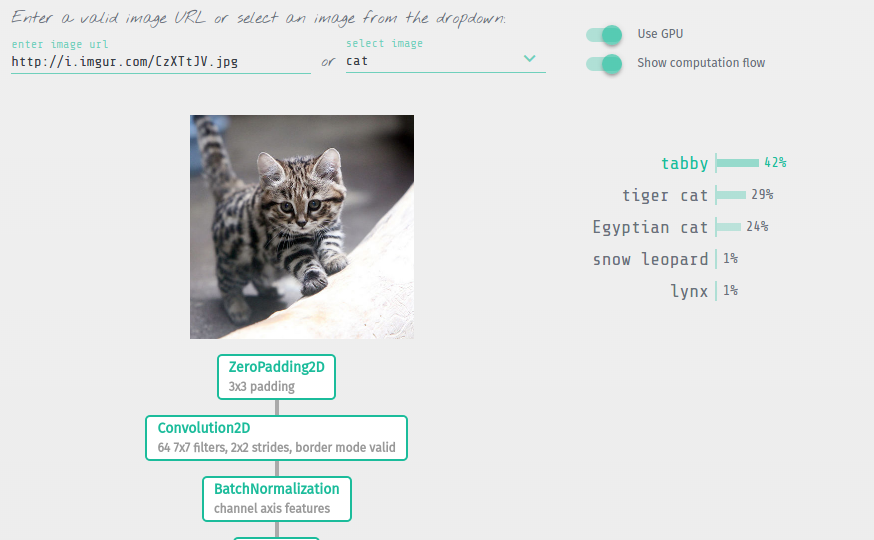 Enter a valid image URL or select an image from the dropdown:
enter image url
http://i.imgur.com/CzXTtJV.jpg
or
select image
cat
Use GPU
Show computation flow
tabby 42%
tiger cat 29%
Egyptian cat 24%
snow leopard 1%
lynx 1%
ZeroPadding2D
3x3 padding
Convolution2D
64 7x7 filters, 2x2 strides, border mode valid
BatchNormalization
channel axis features